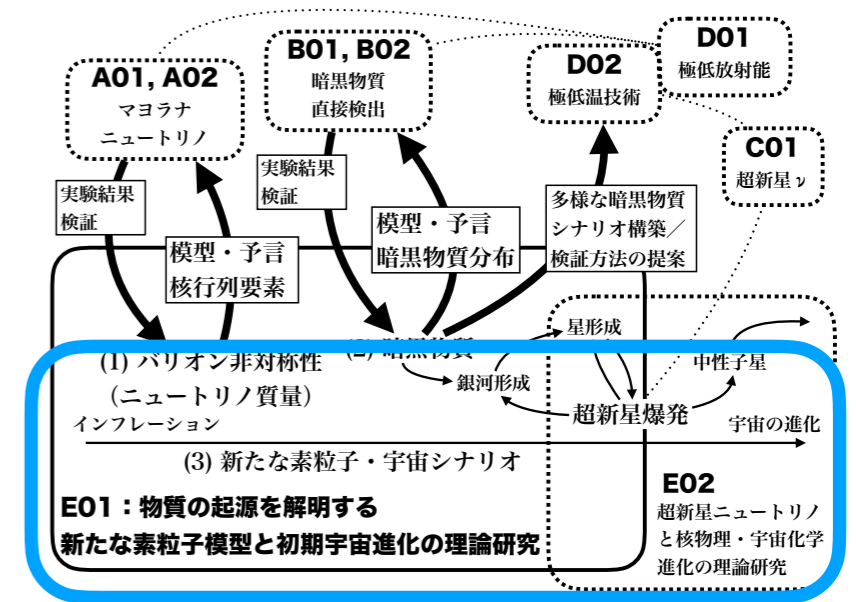 D01
極低放射能
B01, B02
暗黒物質
直接検出
D02
極低温技術
A01, A02
マヨラナ
ニュートリノ
C01
超新星ν
実験結果
検証
実験結果
検証
模型・予言
核行列要素
模型・予言
暗黒物質分布
多様な暗黒物質
シナリオ構築／
検証方法の提案
(1) バリオン非対称性
（ニュートリノ質量）
(2) 暗黒物質
銀河形成
星形成
超新星爆発
中性子星
インフレーション
宇宙の進化
(3) 新たな素粒子・宇宙シナリオ
E01：物質の起源を解明する
新たな素粒子模型と初期宇宙進化の理論研究
E02
超新星ニュートリノ
と核物理・宇宙化学
進化の理論研究